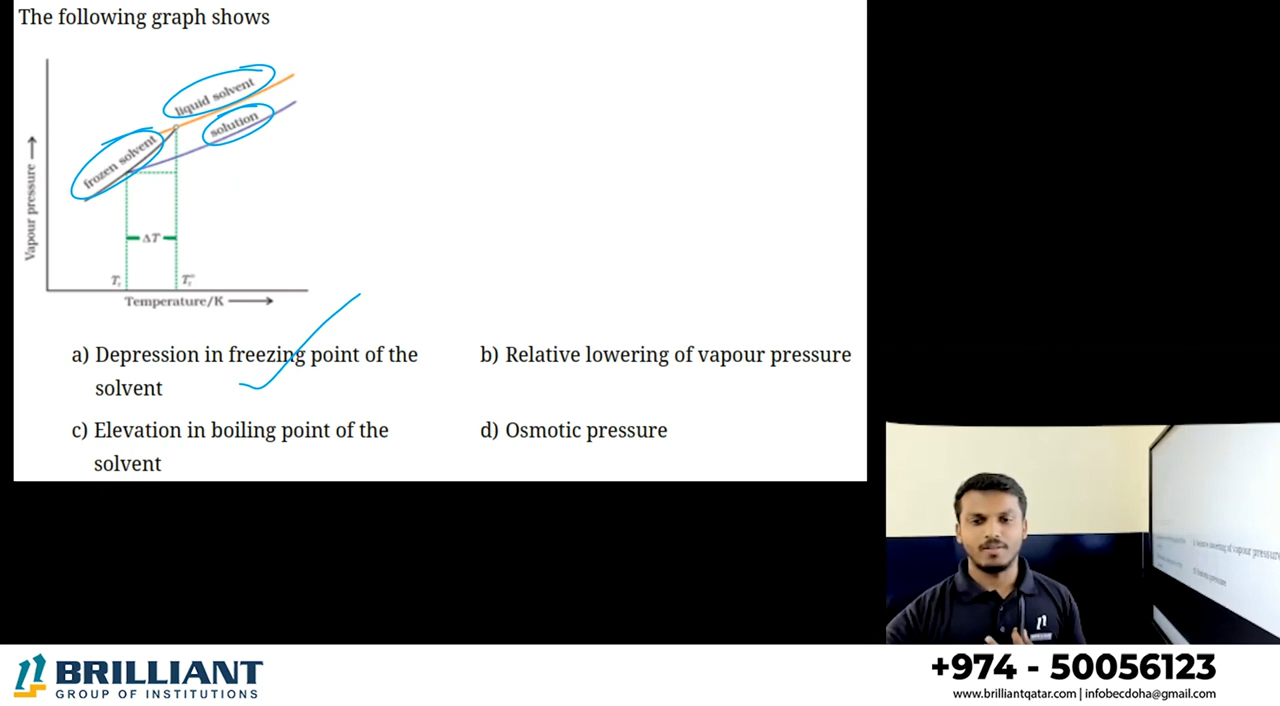 The following graph shows
liquid solvent
solution
frozen solvent
Vapour pressure
ΔT
Temperature/K
a) Depression in freezing point of the
solvent
b) Relative lowering of vapour pressure
c) Elevation in boiling point of the
solvent
d) Osmotic pressure
BRILLIANT
GROUP OF INSTITUTIONS
+974 - 50056123
www.brilliantqatar.com | infobecdoha@gmail.com